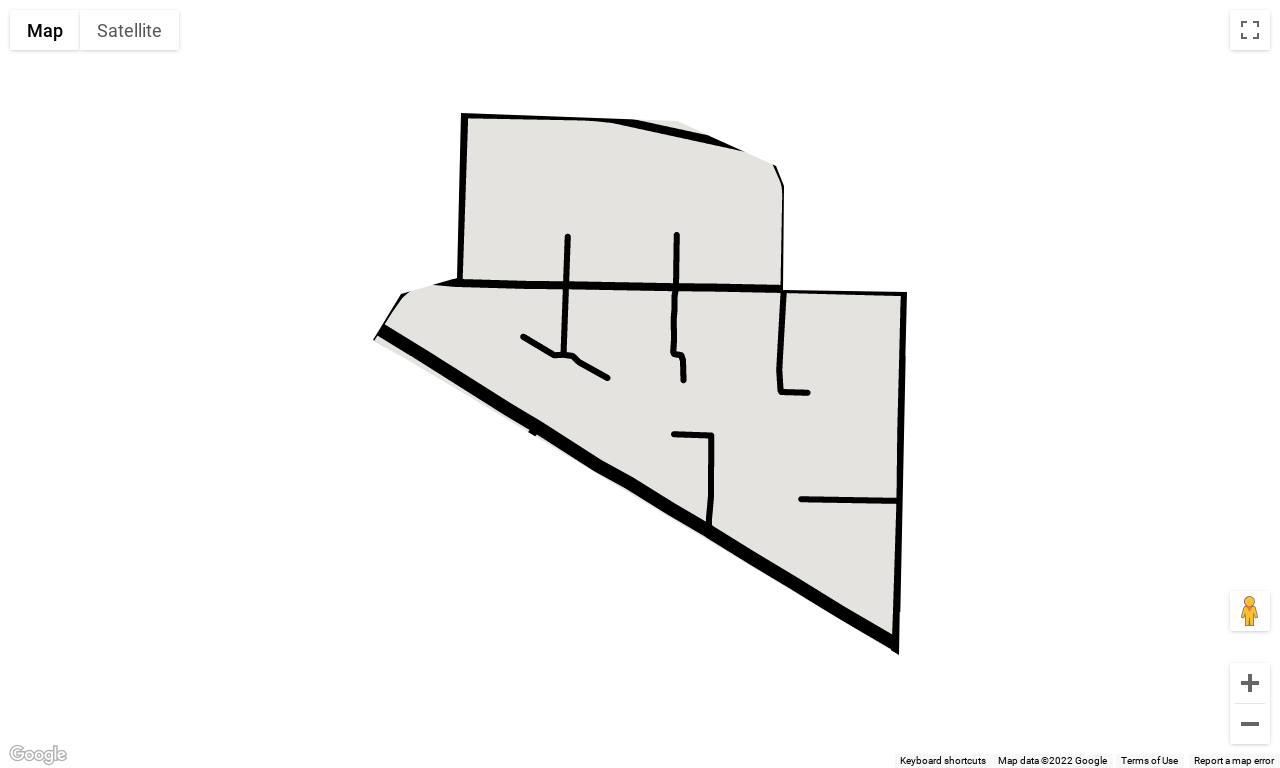 Map
Satellite
Google
Keyboard shortcuts
Map data ©2022 Google
Terms of Use
Report a map error